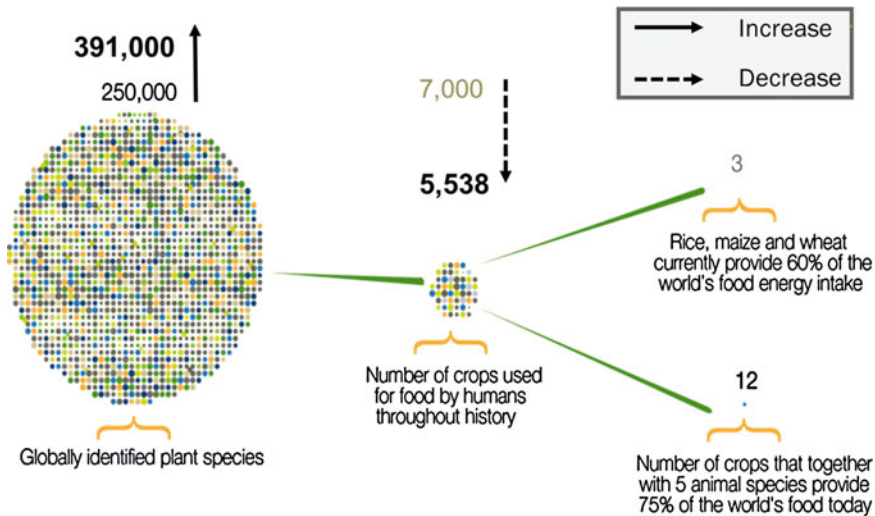 391,000
250,000
Globally identified plant species
7,000
5,538
Number of crops used
for food by humans
throughout history
Increase
Decrease
3
Rice, maize and wheat
currently provide 60% of the
world's food energy intake
12
Number of crops that together
with 5 animal species provide
75% of the world's food today